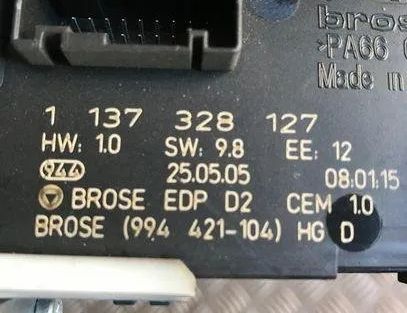 brose
>PA66
Made in
1 137 328 127
HW: 1.0 SW: 9.8 EE: 12
944 25.05.05 08:01:15
BROSE EDP D2 CEM 1.0
BROSE (994 421-104) HG D